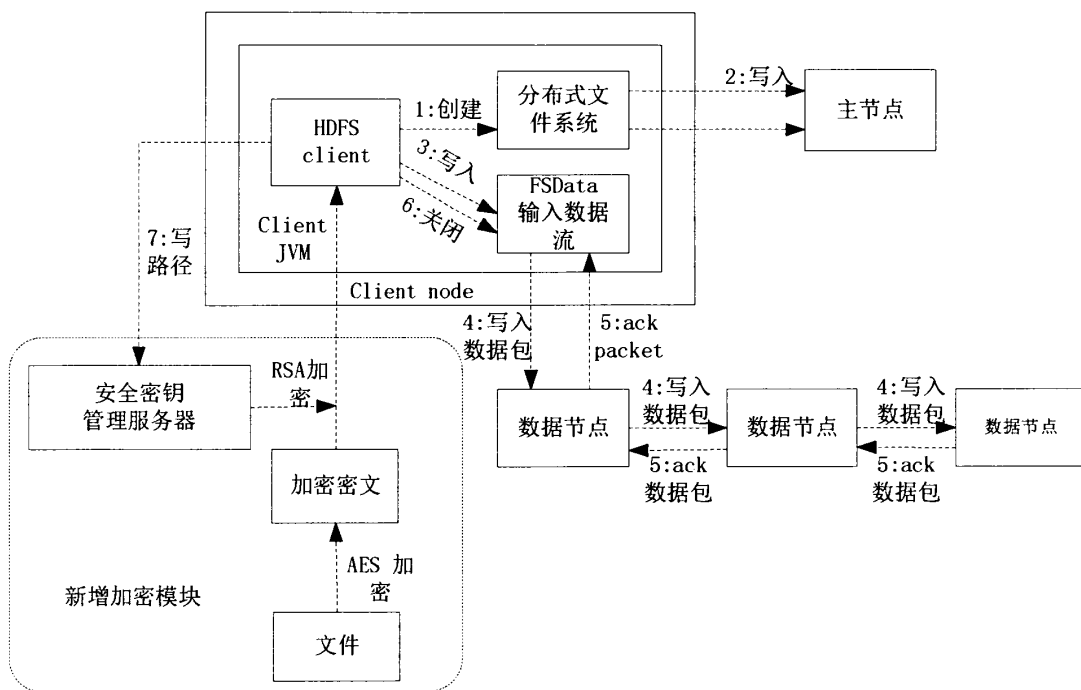 2:写入
1:创建
分布式文
件系统
主节点
HDFS
client
3:写入
6:关闭
FSData
输入数据
流
Client
JVM
7:写
路径
Client node
4:写入
数据包
5:ack
packet
RSA加
密
安全密钥
管理服务器
数据节点
4:写入
数据包
数据节点
4:写入
数据包
数据节点
5:ack
数据包
5:ack
数据包
加密密文
AES 加
密
新增加密模块
文件